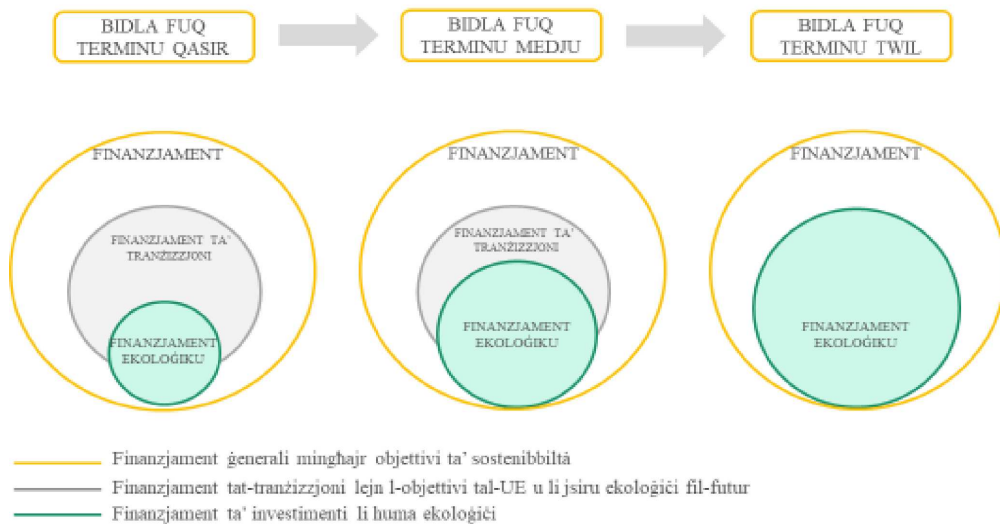 BIDLA FUQ
TERMINU QASIR
BIDLA FUQ
TERMINU MEDJU
BIDLA FUQ
TERMINU TWIL
FINANZJAMENT
FINANZJAMENT TA’
TRANŻIZZJONI
FINANZJAMENT
EKOLOĠIKU
FINANZJAMENT
FINANZJAMENT TA’
TRANŻIZZJONI
FINANZJAMENT
EKOLOĠIKU
FINANZJAMENT
FINANZJAMENT
EKOLOĠIKU
Finanzjament ġenerali mingħajr objettivi ta’ sostenibbiltà
Finanzjament tat-tranżizzjoni lejn l-objettivi tal-UE u li jsiru ekoloġiċi fil-futur
Finanzjament ta’ investimenti li huma ekoloġiċi